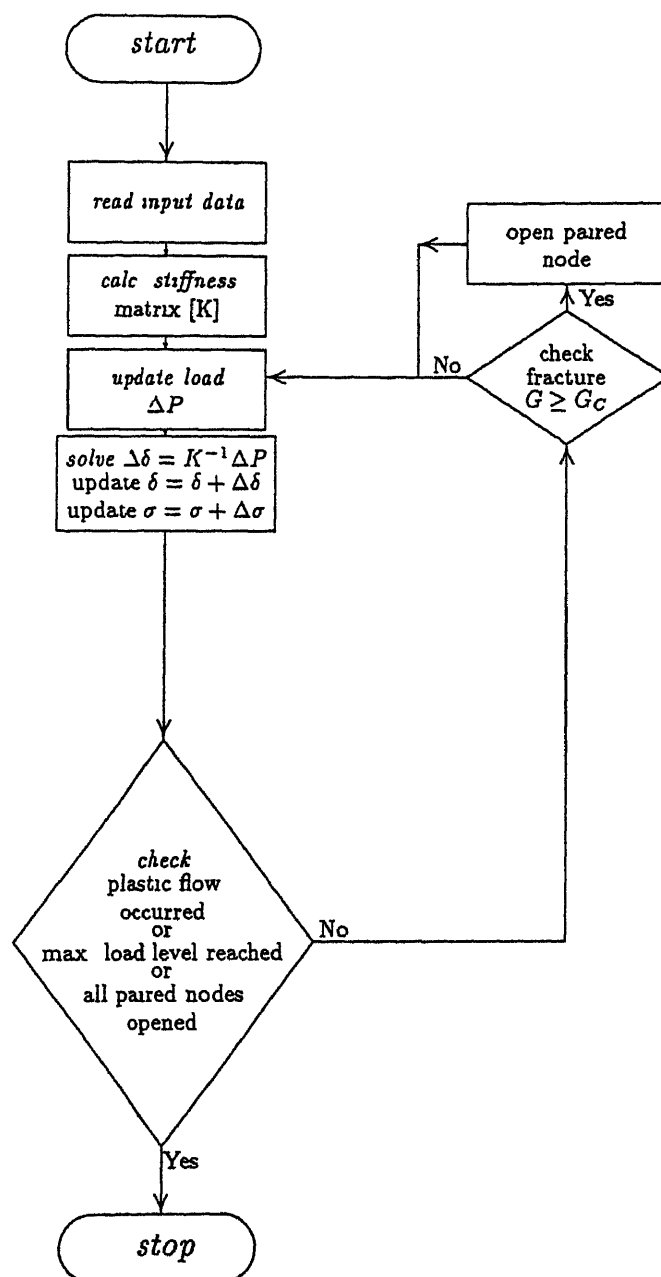 start
read input data
calc stiffness
matrix [K]
update load
ΔP
solve Δδ = K⁻¹ΔP
update δ = δ + Δδ
update σ = σ + Δσ
open paired
node
Yes
No
check
fracture
G ≥ G_C
check
plastic flow
occurred
or
max load level reached
or
all paired nodes
opened
No
Yes
stop